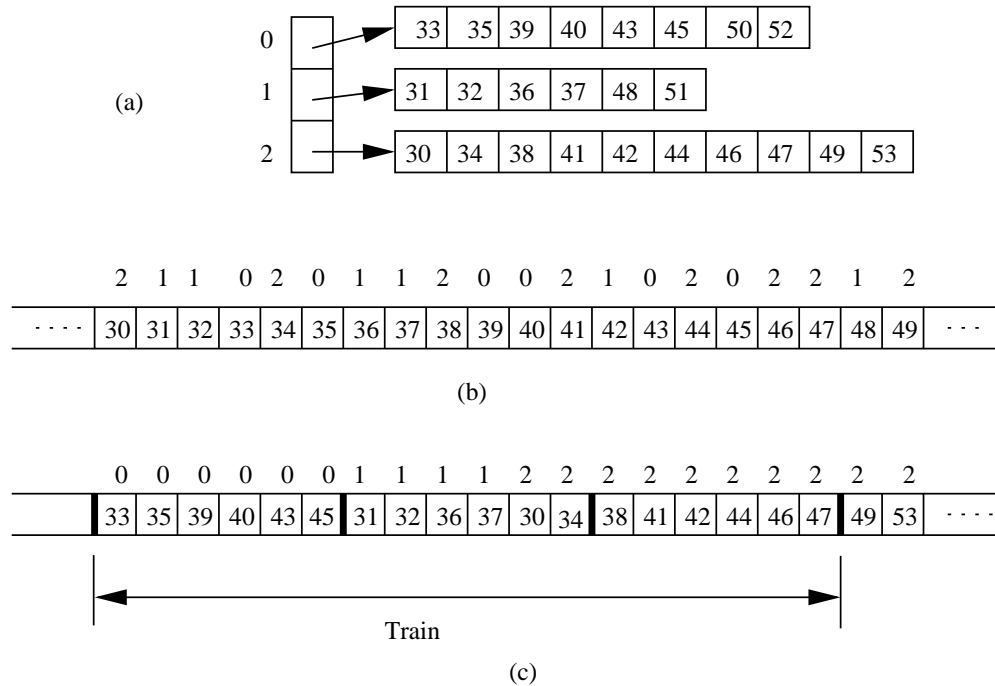 0 33 35 39 40 43 45 50 52
1 31 32 36 37 48 51
(a)
2 30 34 38 41 42 44 46 47 49 53
2 1 1 0 2 0 1 1 2 0 0 2 1 0 2 0 2 2 1 2
. . . . 30 31 32 33 34 35 36 37 38 39 40 41 42 43 44 45 46 47 48 49 . . .
(b)
0 0 0 0 0 0 1 1 1 1 2 2 2 2 2 2 2 2 2 2
33 35 39 40 43 45 31 32 36 37 30 34 38 41 42 44 46 47 49 53 . . . .
Train
(c)